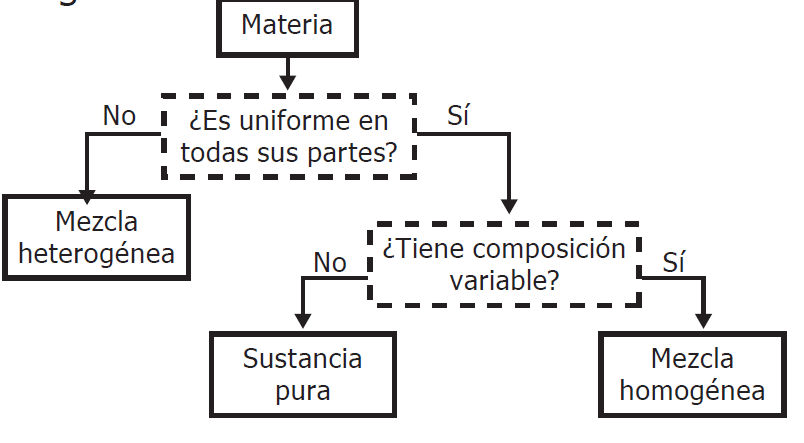 Materia
No
¿Es uniforme en
todas sus partes?
Sí
Mezcla
heterogénea
No
¿Tiene composición
variable?
Sí
Sustancia
pura
Mezcla
homogénea